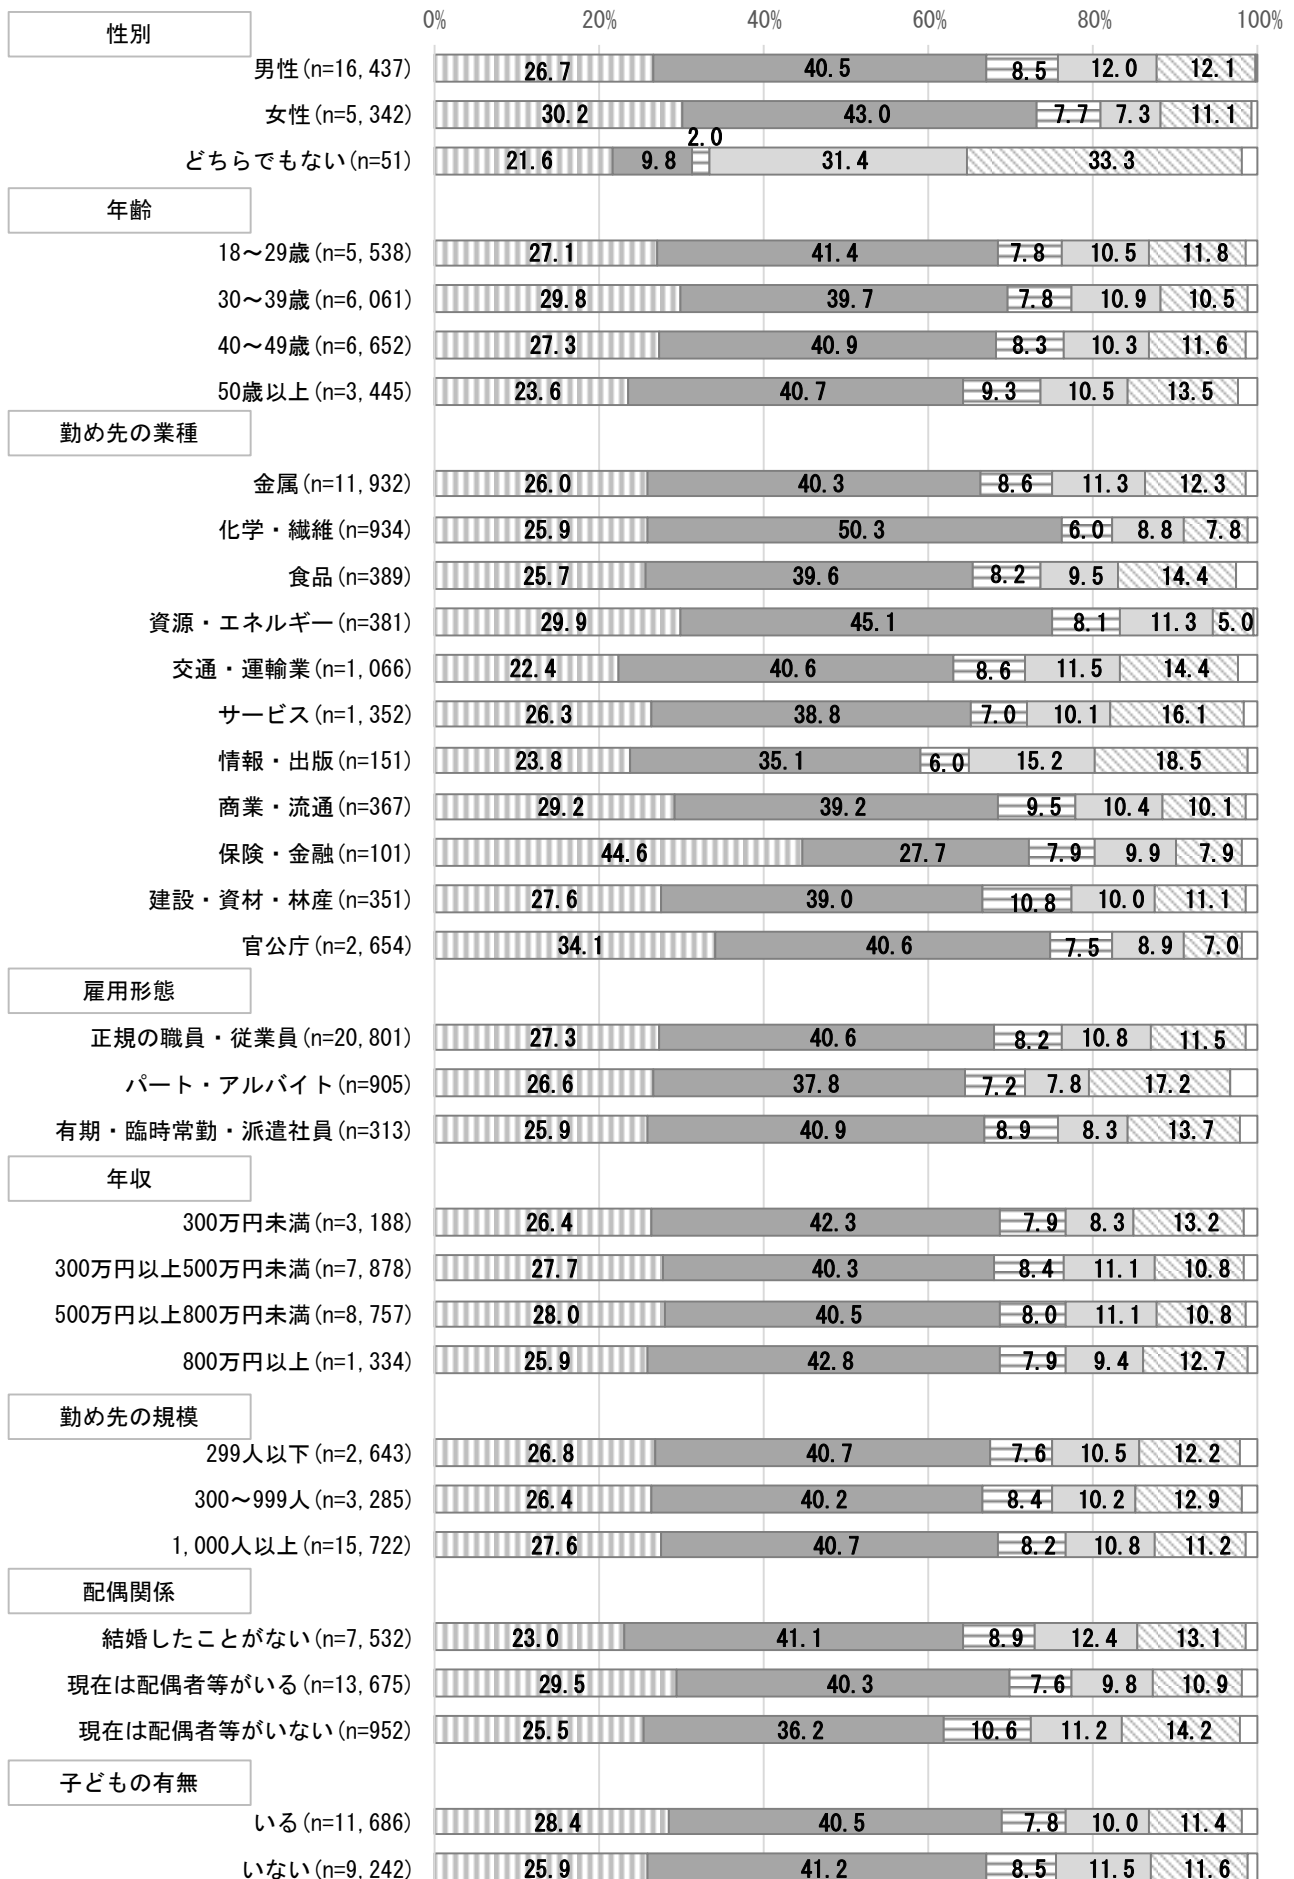 0% 20% 40% 60% 80% 100%
性別
男性(n=16,437) 26.7 40.5 8.5 12.0 12.1
女性(n=5,342) 30.2 43.0 7.7 7.3 11.1
どちらでもない(n=51) 21.6 9.8 2.0 31.4 33.3
年齢
18～29歳(n=5,538) 27.1 41.4 7.8 10.5 11.8
30～39歳(n=6,061) 29.8 39.7 7.8 10.9 10.5
40～49歳(n=6,652) 27.3 40.9 8.3 10.3 11.6
50歳以上(n=3,445) 23.6 40.7 9.3 10.5 13.5
勤め先の業種
金属(n=11,932) 26.0 40.3 8.6 11.3 12.3
化学・繊維(n=934) 25.9 50.3 6.0 8.8 7.8
食品(n=389) 25.7 39.6 8.2 9.5 14.4
資源・エネルギー(n=381) 29.9 45.1 8.1 11.3 5.0
交通・運輸業(n=1,066) 22.4 40.6 8.6 11.5 14.4
サービス(n=1,352) 26.3 38.8 7.0 10.1 16.1
情報・出版(n=151) 23.8 35.1 6.0 15.2 18.5
商業・流通(n=367) 29.2 39.2 9.5 10.4 10.1
保険・金融(n=101) 44.6 27.7 7.9 9.9 7.9
建設・資材・林産(n=351) 27.6 39.0 10.8 10.0 11.1
官公庁(n=2,654) 34.1 40.6 7.5 8.9 7.0
雇用形態
正規の職員・従業員(n=20,801) 27.3 40.6 8.2 10.8 11.5
パート・アルバイト(n=905) 26.6 37.8 7.2 7.8 17.2
有期・臨時常勤・派遣社員(n=313) 25.9 40.9 8.9 8.3 13.7
年収
300万円未満(n=3,188) 26.4 42.3 7.9 8.3 13.2
300万円以上500万円未満(n=7,878) 27.7 40.3 8.4 11.1 10.8
500万円以上800万円未満(n=8,757) 28.0 40.5 8.0 11.1 10.8
800万円以上(n=1,334) 25.9 42.8 7.9 9.4 12.7
勤め先の規模
299人以下(n=2,643) 26.8 40.7 7.6 10.5 12.2
300～999人(n=3,285) 26.4 40.2 8.4 10.2 12.9
1,000人以上(n=15,722) 27.6 40.7 8.2 10.8 11.2
配偶関係
結婚したことがない(n=7,532) 23.0 41.1 8.9 12.4 13.1
現在は配偶者等がいる(n=13,675) 29.5 40.3 7.6 9.8 10.9
現在は配偶者等がいない(n=952) 25.5 36.2 10.6 11.2 14.2
子どもの有無
いる(n=11,686) 28.4 40.5 7.8 10.0 11.4
いない(n=9,242) 25.9 41.2 8.5 11.5 11.6